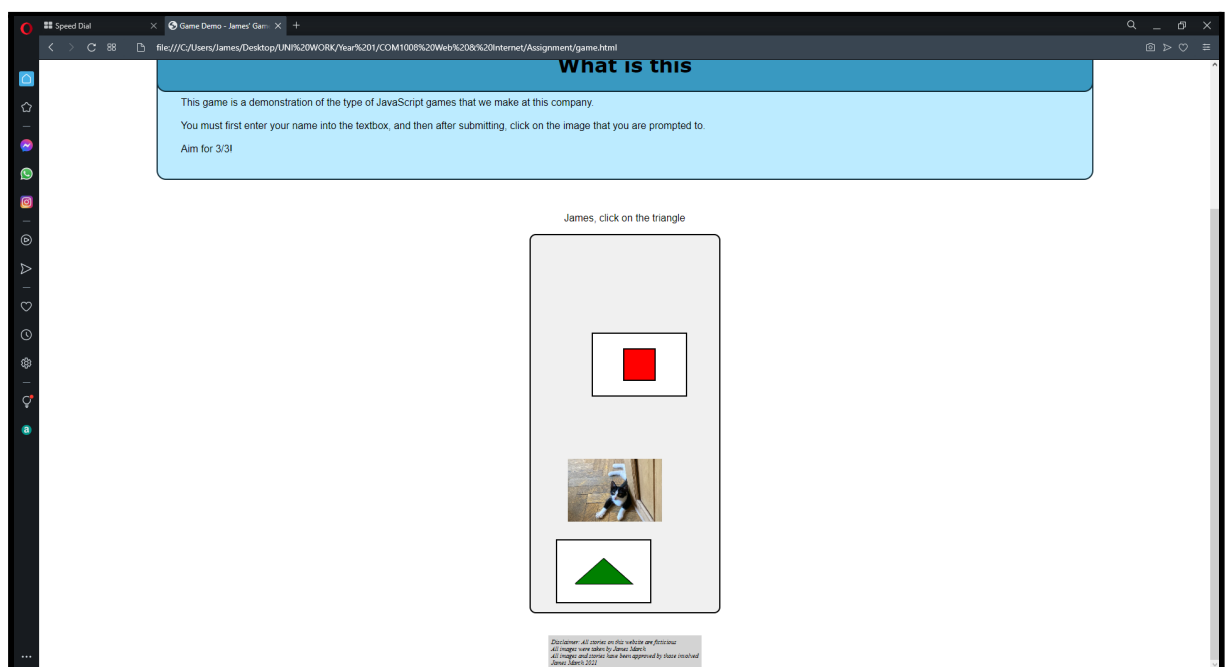 Speed Dial
Game Demo - James' Gam
file:///C:/Users/James/Desktop/UNI%20WORK/Year%201/COM1008%20Web%20&%20Internet/Assignment/game.html
What is this
This game is a demonstration of the type of JavaScript games that we make at this company.
You must first enter your name into the textbox, and then after submitting, click on the image that you are prompted to.
Aim for 3/3!
James, click on the triangle
Disclaimer: All stories on this website are fictitious
All images were taken by James March
All images and stories have been approved by those involved
James March 2021